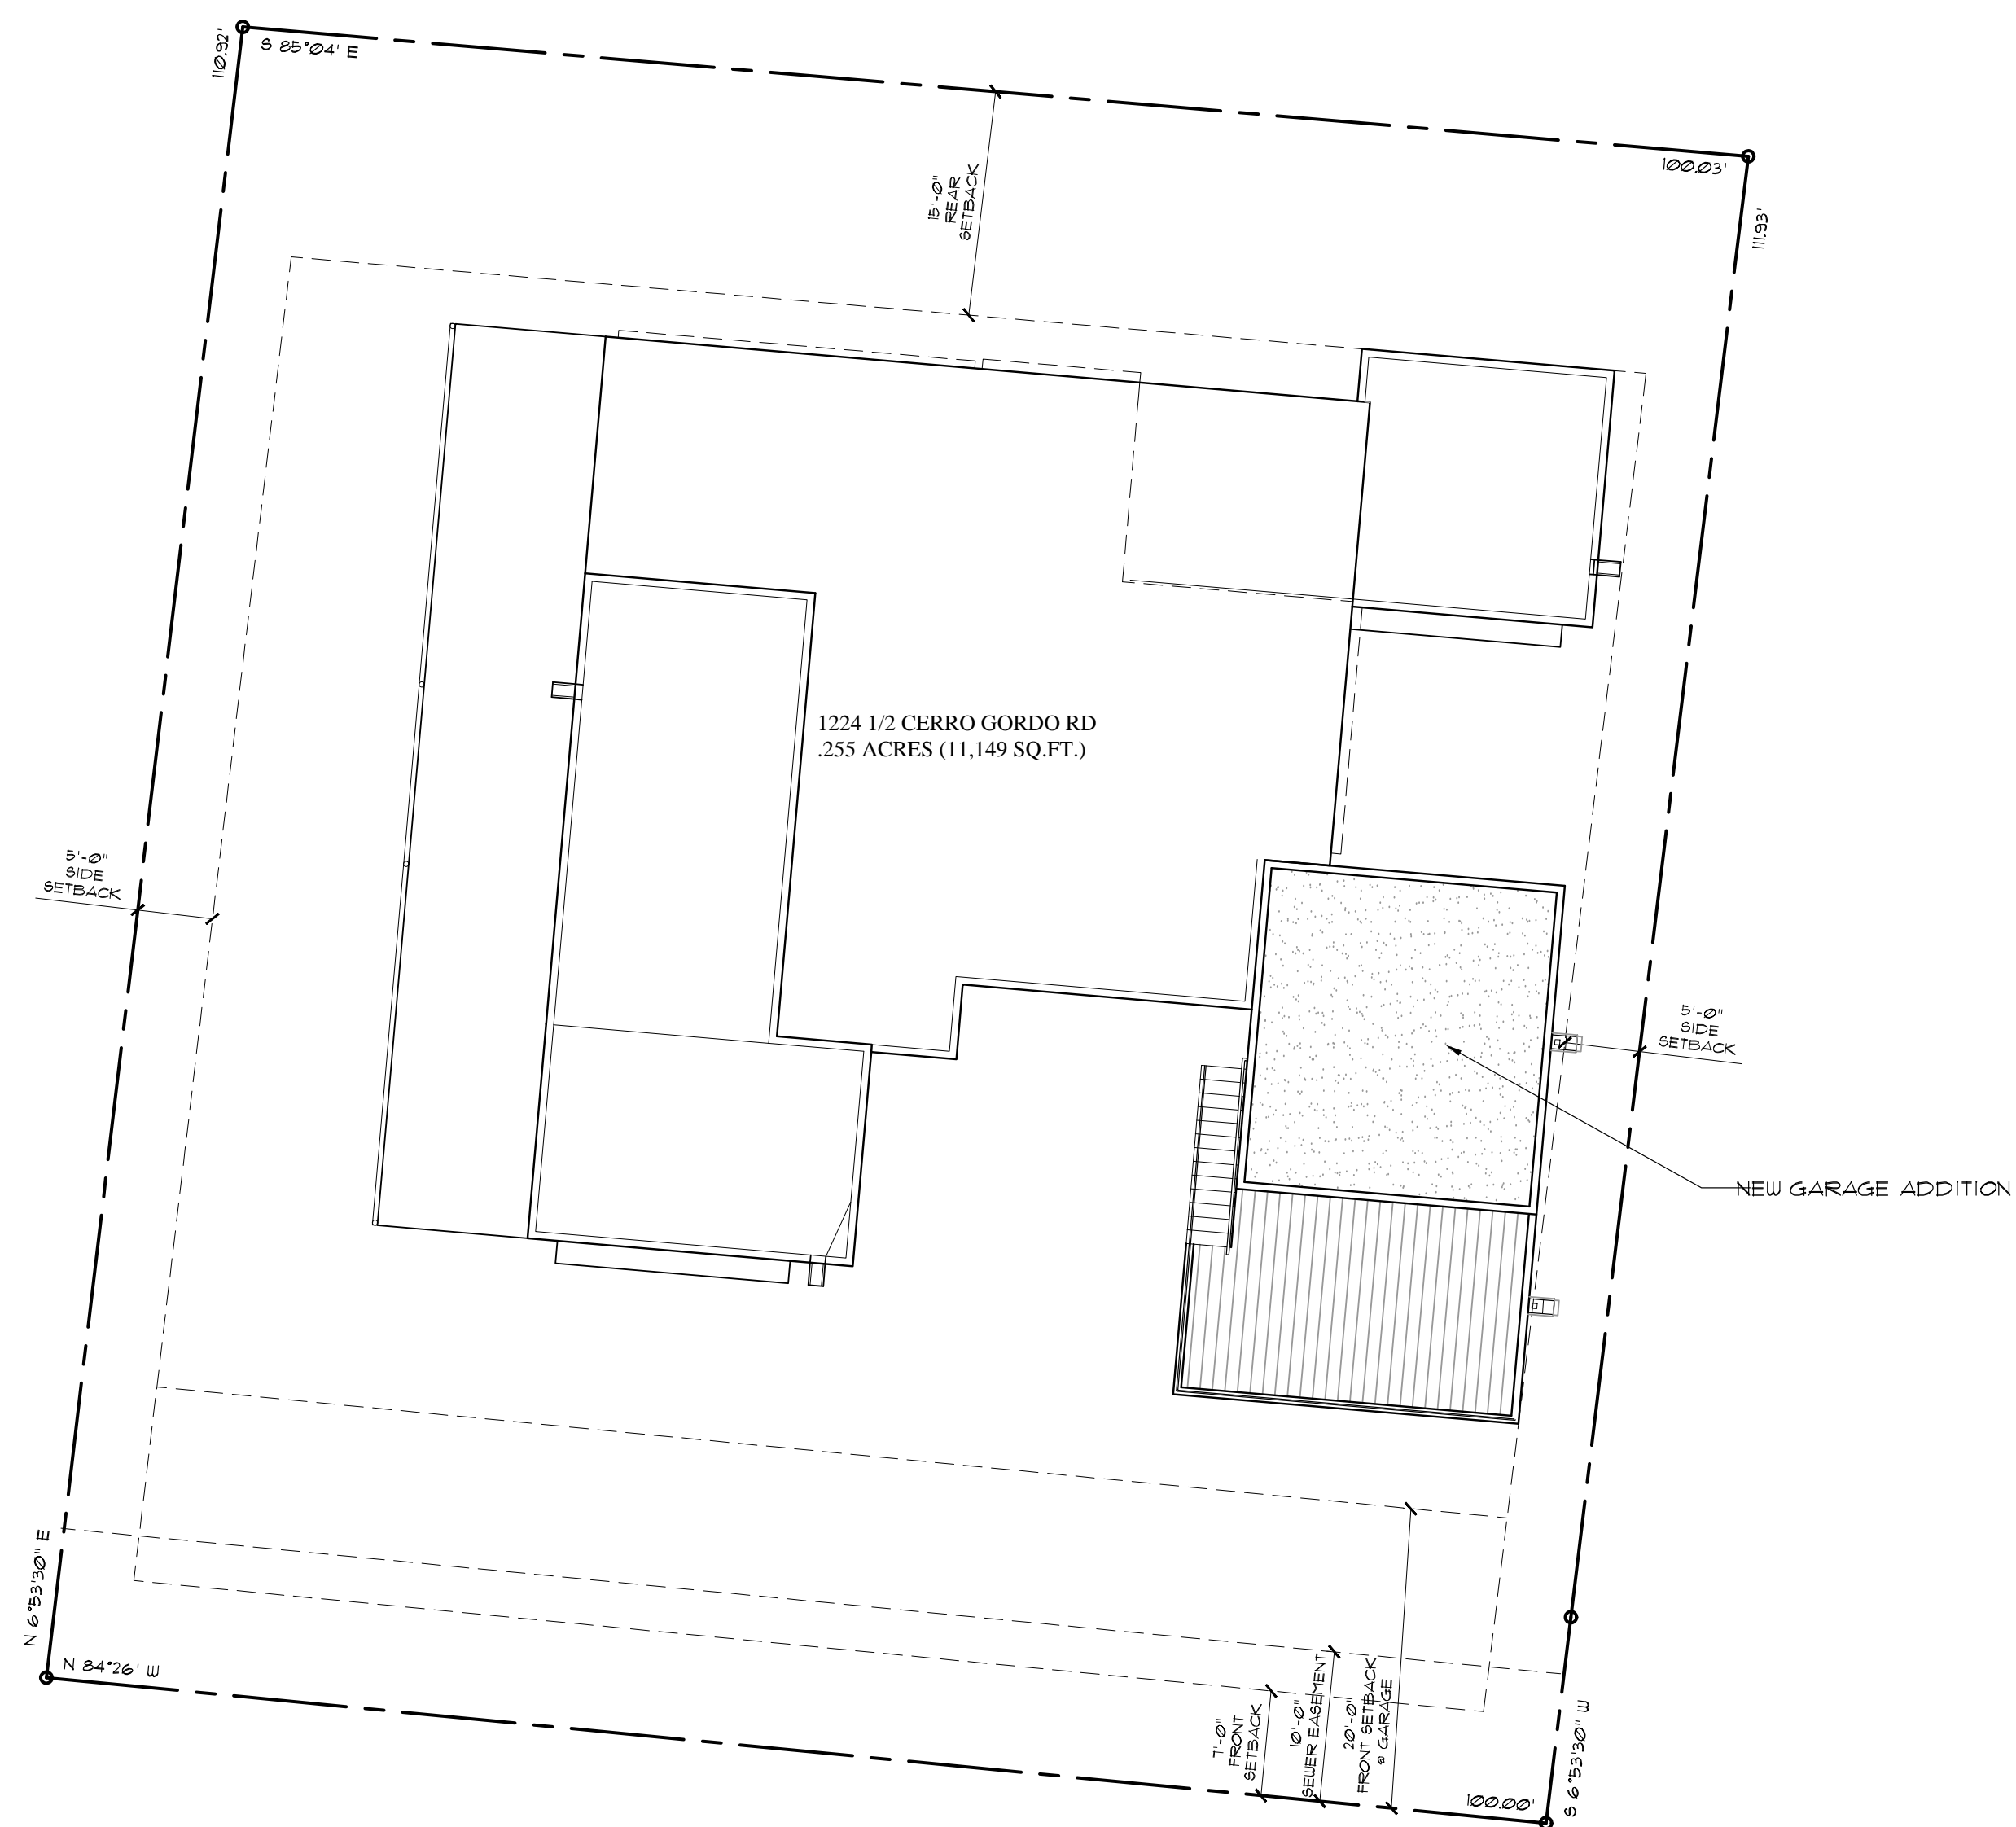 110.92'
S 85°04' E
100.03'
111.93'
15'-0"
REAR
SETBACK
1224 1/2 CERRO GORDO RD
.255 ACRES (11,149 SQ.FT.)
5'-0"
SIDE
SETBACK
5'-0"
SIDE
SETBACK
NEW GARAGE ADDITION
N 6°53'30" E
N 84°26' W
7'-0"
FRONT
SETBACK
10'-0"
SEWER EASEMENT
20'-0"
FRONT SETBACK
@ GARAGE
100.00'
S 6°53'30" W